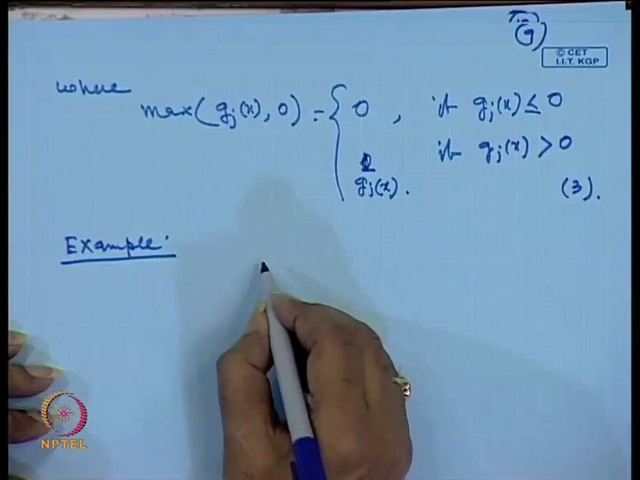 (9)
© CET
I.I.T. KGP
where
max(gj(x), 0) = { 0 , if gj(x) ≤ 0
if gj(x) > 0
gj(x). (3).
Example:
NPTEL